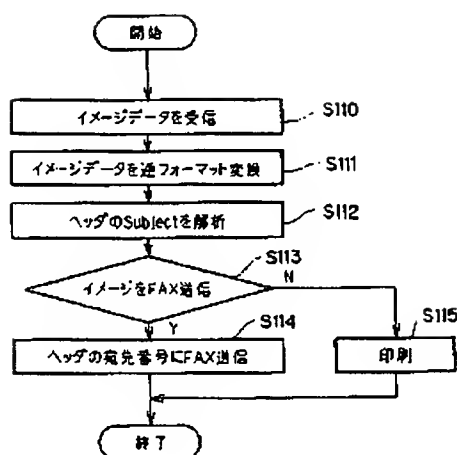 開始
イメージデータを受信
S110
イメージデータを逆フォーマット変換
S111
ヘッダのSubjectを解析
S112
S113
イメージをFAX送信
N
Y
S114
ヘッダの宛先番号にFAX送信
S115
印刷
終了